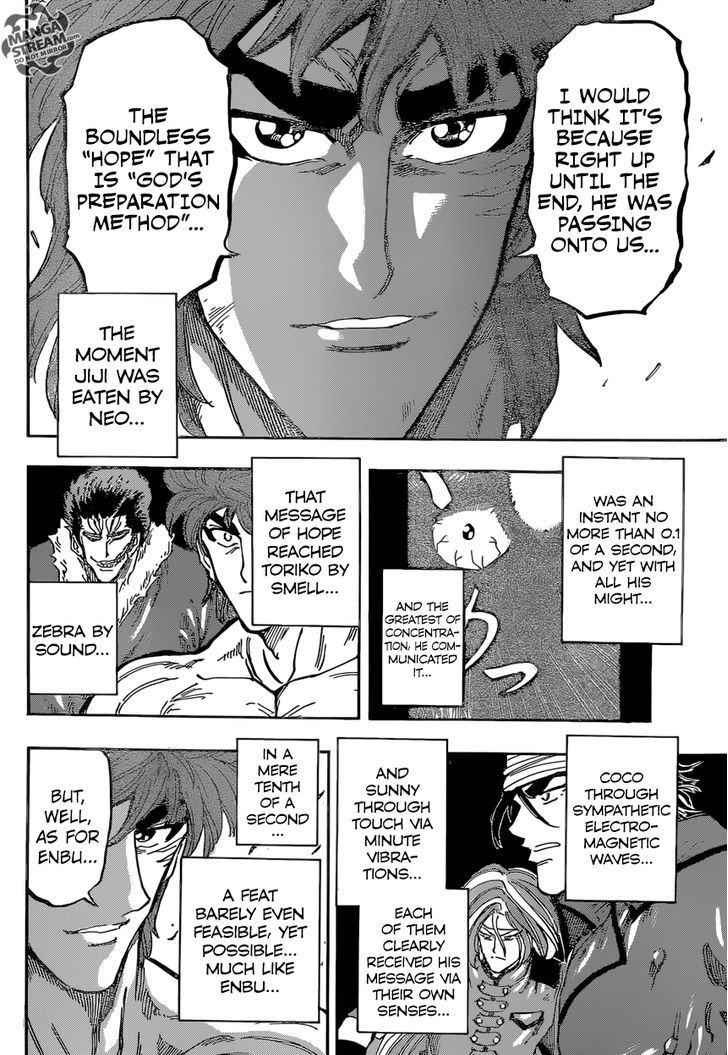 MANGA
STREAM.com
DO NOT MIRROR
I WOULD
THINK IT'S
BECAUSE
RIGHT UP
UNTIL THE
END, HE WAS
PASSING
ONTO US...
THE
BOUNDLESS
"HOPE" THAT
IS "GOD'S
PREPARATION
METHOD"...
THE
MOMENT
JIJI WAS
EATEN BY
NEO...
WAS AN
INSTANT NO
MORE THAN 0.1
OF A SECOND,
AND YET WITH
ALL HIS
MIGHT...
AND THE
GREATEST OF
CONCENTRA-
TION, HE COM-
MUNICATED
IT...
THAT
MESSAGE
OF HOPE
REACHED
TORIKO BY
SMELL...
ZEBRA BY
SOUND...
COCO
THROUGH
SYMPATHETIC
ELECTRO-
MAGNETIC
WAVES...
AND
SUNNY
THROUGH
TOUCH VIA
MINUTE
VIBRA-
TIONS...
EACH
OF THEM
CLEARLY
RECEIVED HIS
MESSAGE VIA
THEIR OWN
SENSES...
IN A
MERE
TENTH
OF A
SECOND
...
A FEAT
BARELY EVEN
FEASIBLE, YET
POSSIBLE...
MUCH LIKE
ENBU...
BUT,
WELL,
AS FOR
ENBU...